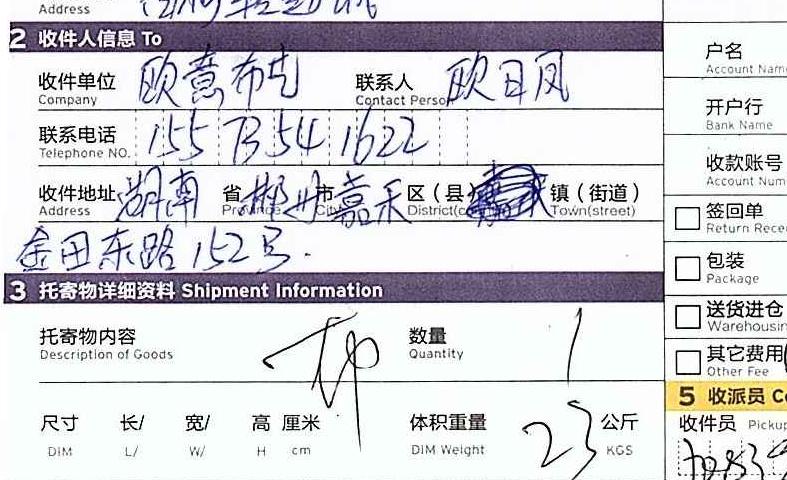 Address
2 收件人信息 To
收件单位 欧意布艺 联系人 欧日凤
Company Contact Person
联系电话 155 7354 1622
Telephone NO.
收件地址 湖南 省 郴州 市 嘉禾 区（县） 镇（街道）
Address Province City District(c Town(street)
金田东路152号.
3 托寄物详细资料 Shipment Information
托寄物内容 布 数量 1
Description of Goods Quantity
尺寸 长/ 宽/ 高 厘米 体积重量 23 公斤
DIM L/ W/ H cm DIM Weight KGS
户名
Account Name
开户行
Bank Name
收款账号
Account Num
签回单
Return Rece
包装
Package
送货进仓
Warehousin
其它费用
Other Fee
5 收派员 Co
收件员 Pickup